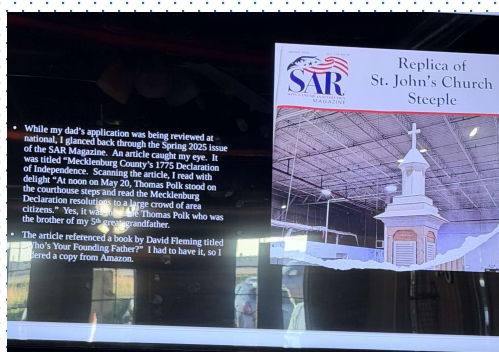 • While my dad's application was being reviewed at
national, I glanced back through the Spring 2025 issue
of the SAR Magazine. An article caught my eye. It
was titled "Mecklenburg County's 1775 Declaration
of Independence. Scanning the article, I read with
delight "At noon on May 20, Thomas Polk stood on
the courthouse steps and read the Mecklenburg
Declaration resolutions to a large crowd of area
citizens." Yes, it was Thomas Polk who was
the brother of my 5th great grandfather.
• The article referenced a book by David Fleming titled
"Who's Your Founding Father?" I had to have it, so I
ordered a copy from Amazon.
SAR
MAGAZINE
Replica of
St. John's Church
Steeple